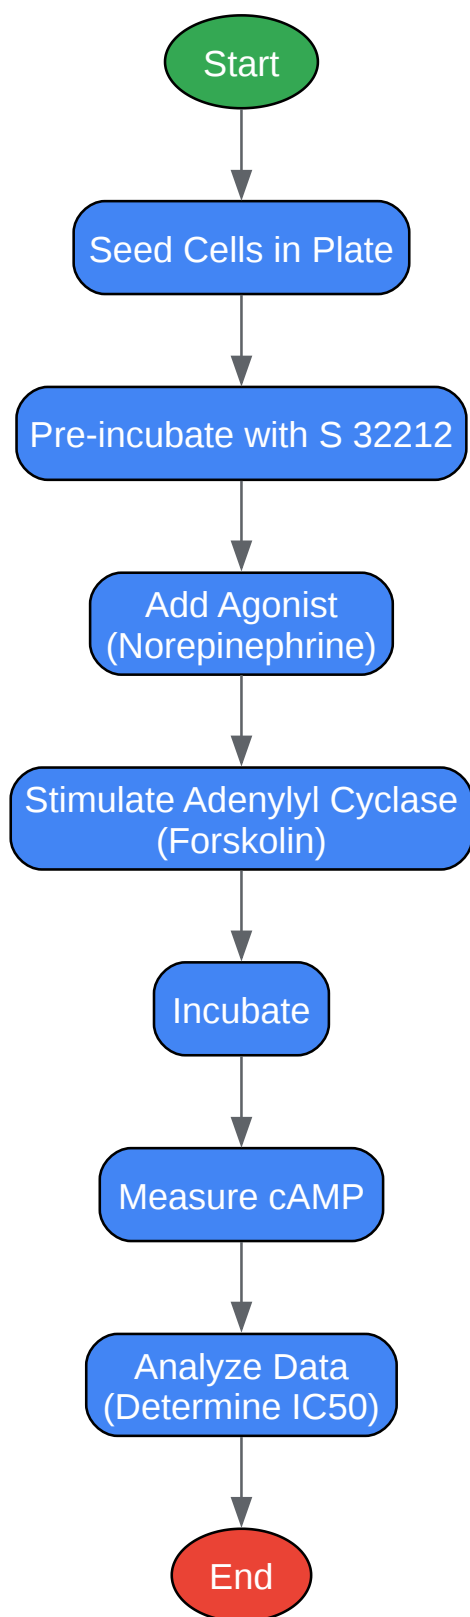 Start
Seed Cells in Plate
Pre-incubate with S 32212
Add Agonist
(Norepinephrine)
Stimulate Adenylyl Cyclase
(Forskolin)
Incubate
Measure cAMP
Analyze Data
(Determine IC50)
End